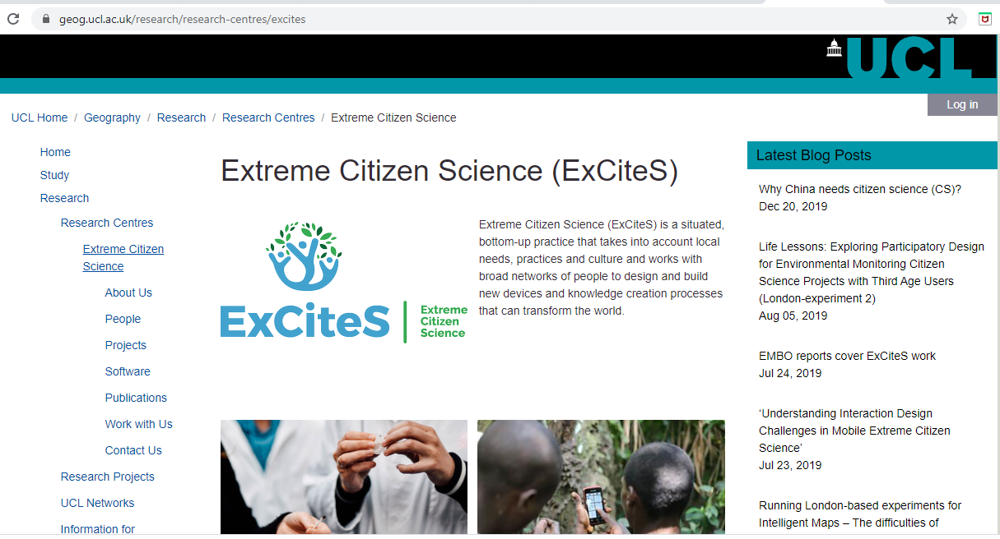 geog.ucl.ac.uk/research/research-centres/excites
UCL
Log in
UCL Home / Geography / Research / Research Centres / Extreme Citizen Science
Home
Study
Research
Research Centres
Extreme Citizen
Science
About Us
People
Projects
Software
Publications
Work with Us
Contact Us
Research Projects
UCL Networks
Information for
Extreme Citizen Science (ExCiteS)
ExCiteS
Extreme
Citizen
Science
Extreme Citizen Science (ExCiteS) is a situated,
bottom-up practice that takes into account local
needs, practices and culture and works with
broad networks of people to design and build
new devices and knowledge creation processes
that can transform the world.
Latest Blog Posts
Why China needs citizen science (CS)?
Dec 20, 2019
Life Lessons: Exploring Participatory Design
for Environmental Monitoring Citizen
Science Projects with Third Age Users
(London-experiment 2)
Aug 05, 2019
EMBO reports cover ExCiteS work
Jul 24, 2019
‘Understanding Interaction Design
Challenges in Mobile Extreme Citizen
Science’
Jul 23, 2019
Running London-based experiments for
Intelligent Maps – The difficulties of